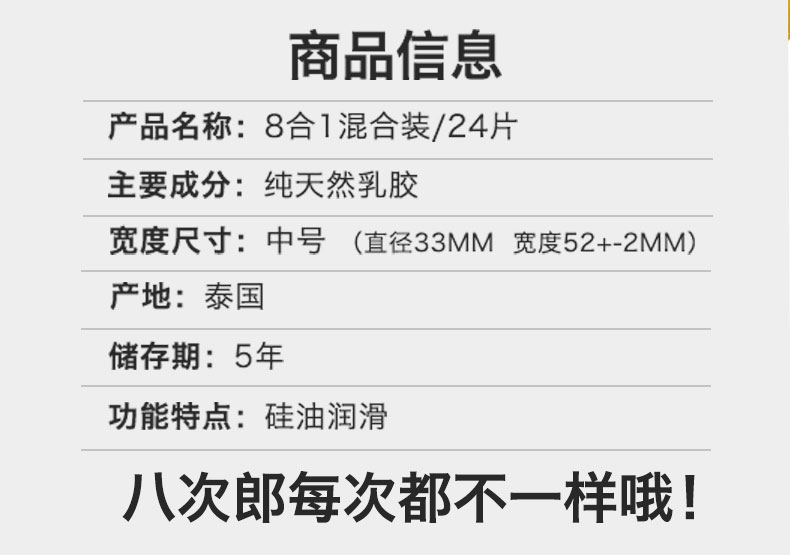 商品信息
产品名称：8合1混合装/24片
主要成分：纯天然乳胶
宽度尺寸：中号 （直径33MM 宽度52+-2MM）
产地：泰国
储存期：5年
功能特点：硅油润滑
八次郎每次都不一样哦！